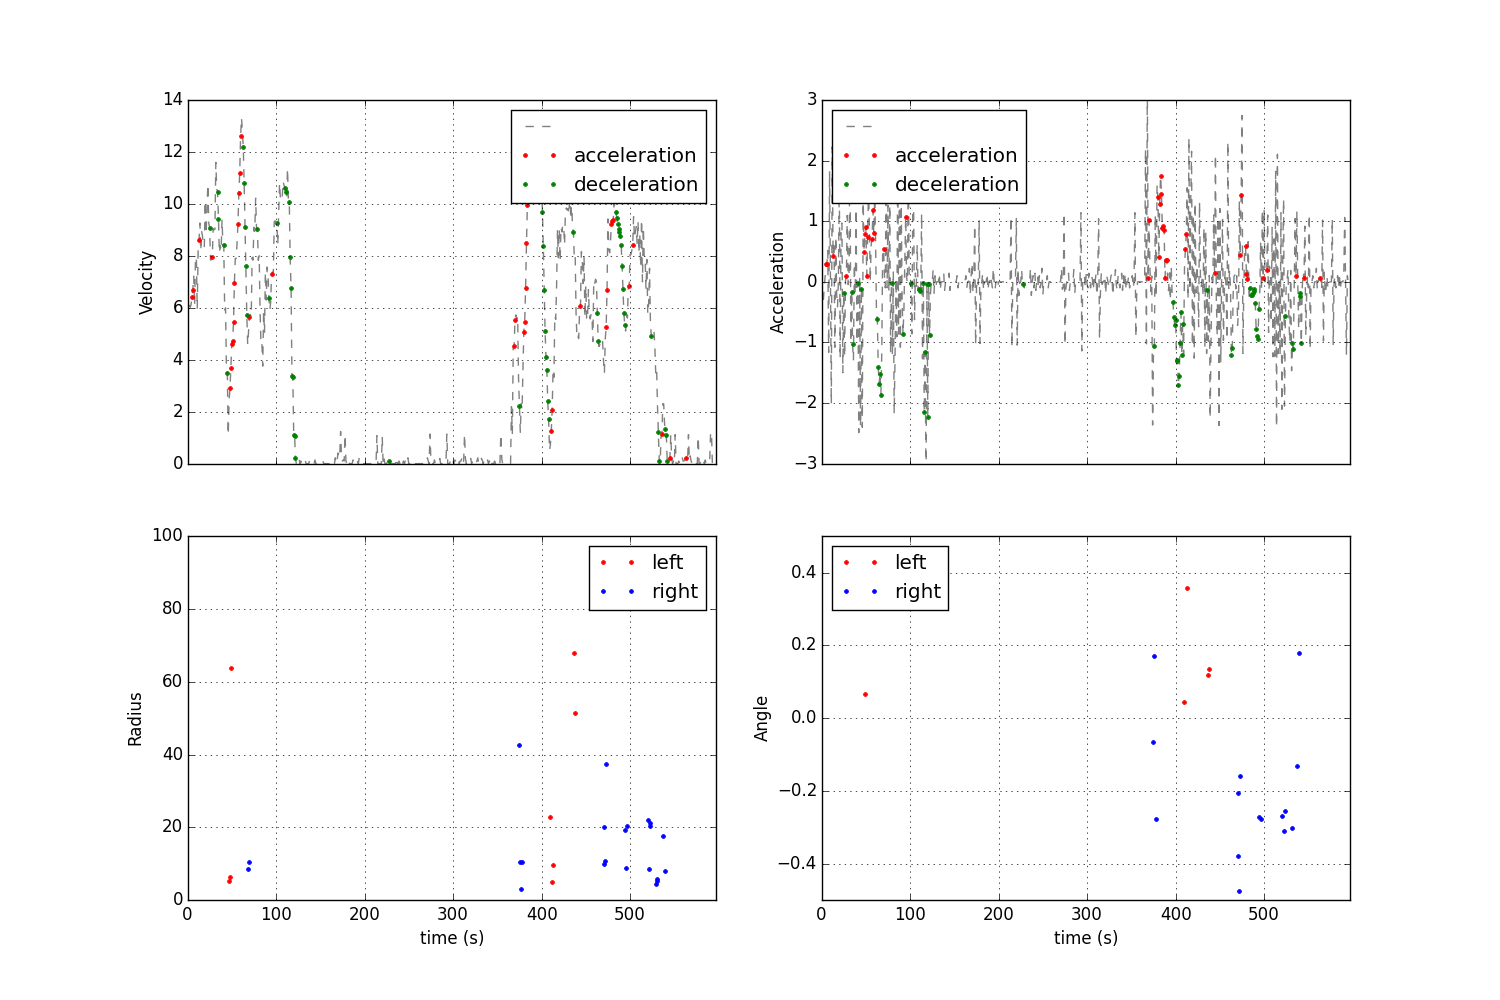 14
12
10
8
6
4
2
0
Velocity
acceleration
deceleration
3
2
1
0
−1
−2
−3
Acceleration
acceleration
deceleration
100
80
60
40
20
0
Radius
left
right
0 100 200 300 400 500
time (s)
0.4
0.2
0.0
−0.2
−0.4
Angle
left
right
0 100 200 300 400 500
time (s)